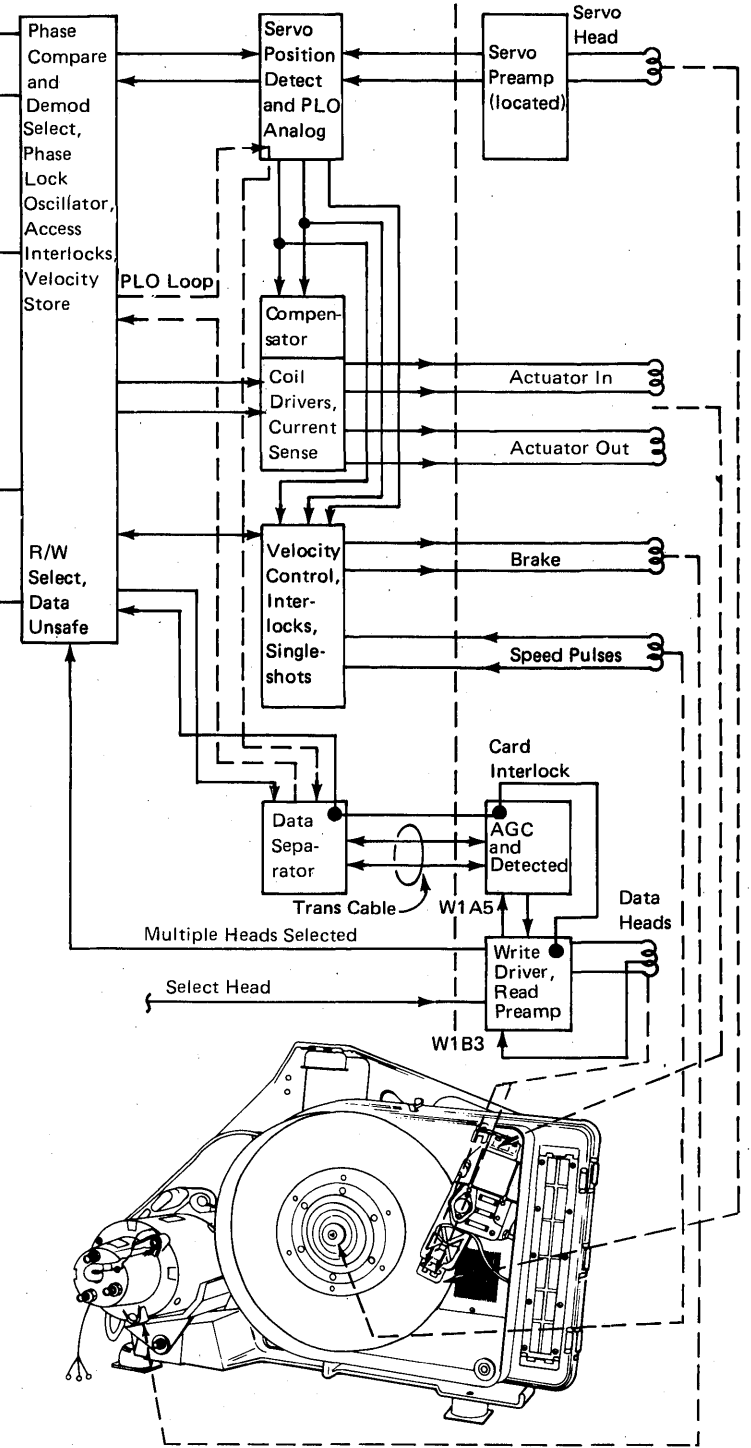 Phase
Compare
and
Demod
Select,
Phase
Lock
Oscillator,
Access
Interlocks,
Velocity
Store
R/W
Select,
Data
Unsafe
Servo
Position
Detect
and PLO
Analog
Servo
Preamp
(located)
Servo
Head
PLO Loop
Compen-
sator
Coil
Drivers,
Current
Sense
Actuator In
Actuator Out
Velocity
Control,
Inter-
locks,
Single-
shots
Brake
Speed Pulses
Card
Interlock
Data
Sepa-
rator
AGC
and
Detected
Trans Cable
W1A5
Data
Heads
Multiple Heads Selected
Write
Driver,
Read
Preamp
Select Head
W1B3